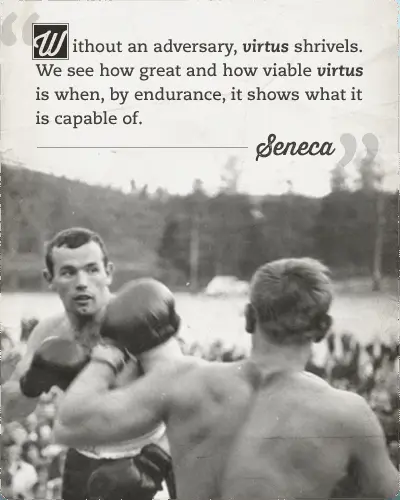 Without an adversary, virtus shrivels.
We see how great and how viable virtus
is when, by endurance, it shows what it
is capable of.
Seneca